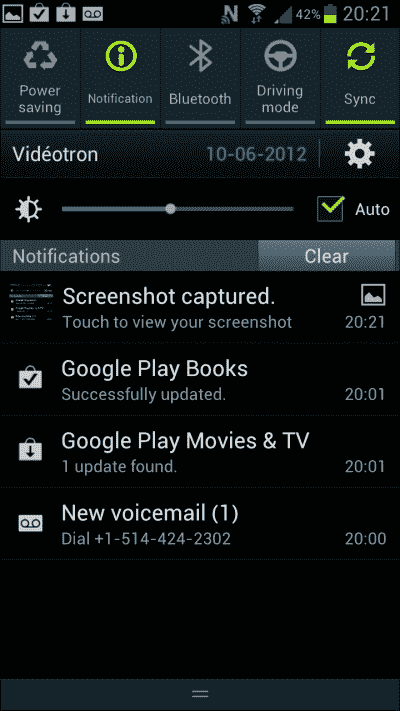 42% 20:21
Power saving
Notification
Bluetooth
Driving mode
Sync
Vidéotron 10-06-2012
Auto
Notifications Clear
Screenshot captured.
Touch to view your screenshot 20:21
Google Play Books
Successfully updated. 20:01
Google Play Movies & TV
1 update found. 20:01
New voicemail (1)
Dial +1-514-424-2302 20:00